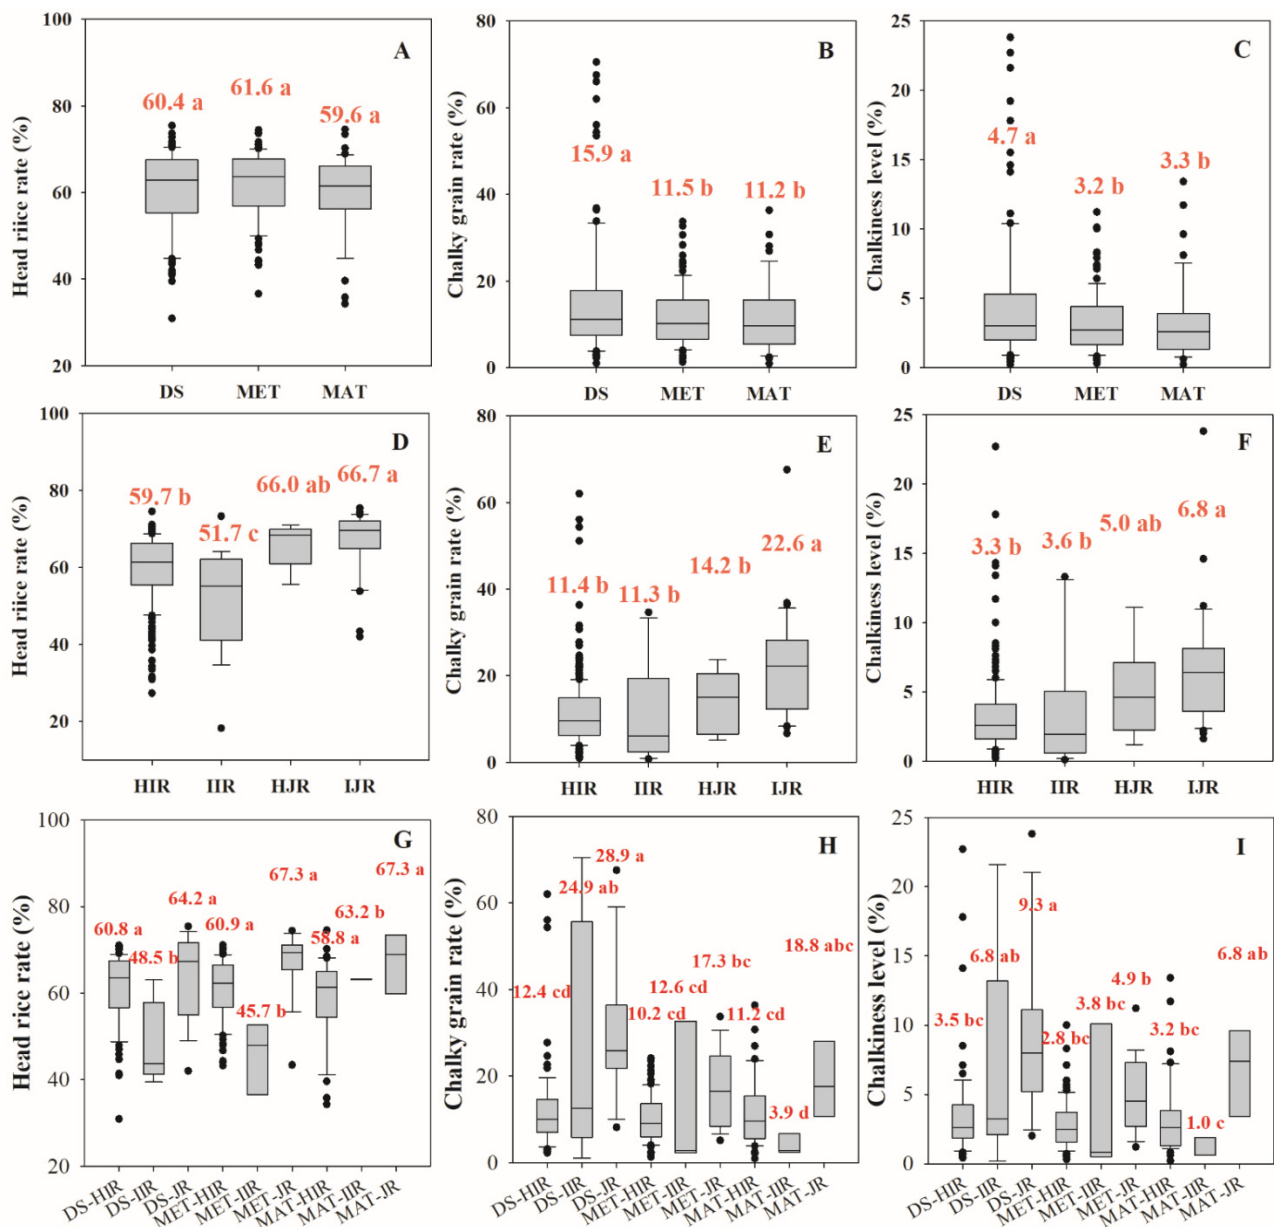 A
Head riice rate (%)
100
80
60
40
20
60.4 a
61.6 a
59.6 a
DS
MET
MAT
B
Chalky grain rate (%)
80
60
40
20
0
15.9 a
11.5 b
11.2 b
DS
MET
MAT
C
Chalkiness level (%)
25
20
15
10
5
0
4.7 a
3.2 b
3.3 b
DS
MET
MAT
D
Head riice rate (%)
100
80
60
40
20
59.7 b
51.7 c
66.0 ab
66.7 a
HIR
IIR
HJR
IJR
E
Chalky grain rate (%)
80
60
40
20
0
11.4 b
11.3 b
14.2 b
22.6 a
HIR
IIR
HJR
IJR
F
Chalkiness level (%)
25
20
15
10
5
0
3.3 b
3.6 b
5.0 ab
6.8 a
HIR
IIR
HJR
IJR
G
Head rice rate (%)
100
80
60
40
20
60.8 a
48.5 b
64.2 a
60.9 a
45.7 b
67.3 a
58.8 a
63.2 b
67.3 a
DS-HIR
DS-IIR
DS-JR
MET-HIR
MET-IIR
MET-JR
MAT-HIR
MAT-IIR
MAT-JR
H
Chalky grain rate (%)
80
60
40
20
0
12.4 cd
24.9 ab
28.9 a
10.2 cd
12.6 cd
17.3 bc
11.2 cd
3.9 d
18.8 abc
DS-HIR
DS-IIR
DS-JR
MET-HIR
MET-IIR
MET-JR
MAT-HIR
MAT-IIR
MAT-JR
I
Chalkiness level (%)
25
20
15
10
5
0
3.5 bc
6.8 ab
9.3 a
2.8 bc
3.8 bc
4.9 b
3.2 bc
1.0 c
6.8 ab
DS-HIR
DS-IIR
DS-JR
MET-HIR
MET-IIR
MET-JR
MAT-HIR
MAT-IIR
MAT-JR